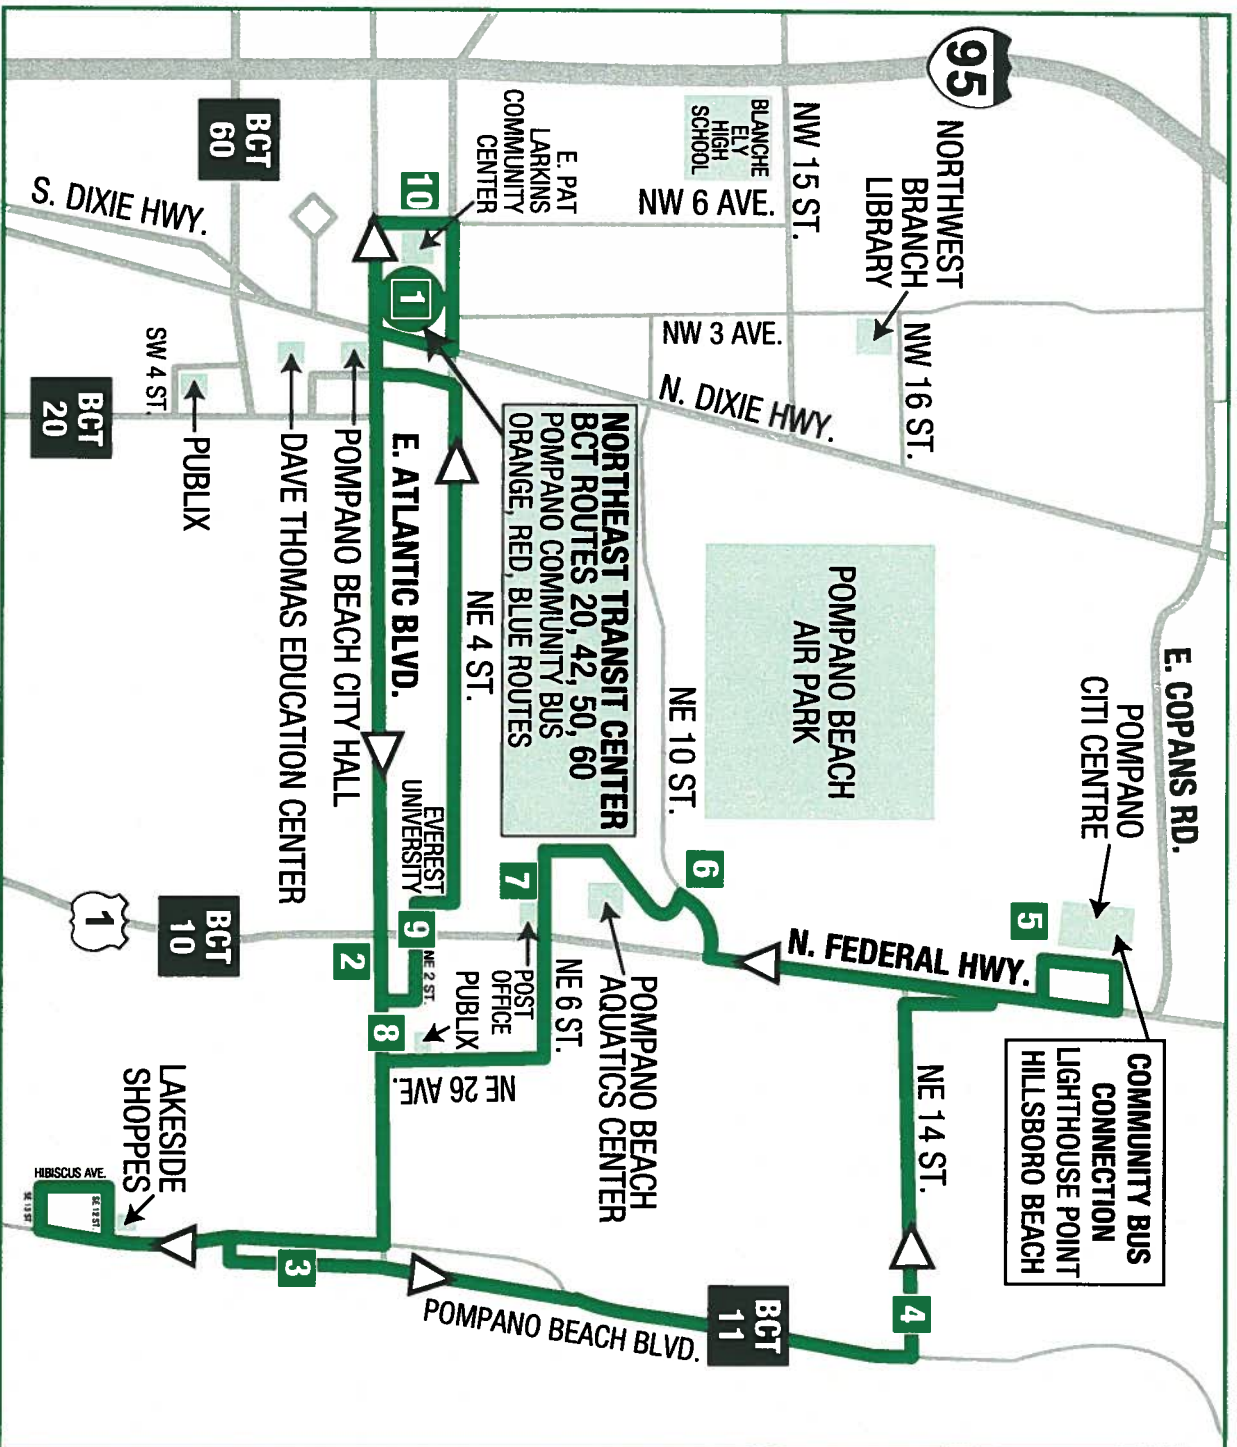 95
NORTHWEST
BRANCH
LIBRARY
BLANCHE
ELY
HIGH
SCHOOL
NW 15 ST.
NW 6 AVE.
NW 16 ST.
NW 3 AVE.
N. DIXIE HWY.
E. COPANS RD.
POMPANO
CITI CENTRE
POMPANO BEACH
AIR PARK
NE 10 ST.
E. PAT
LARKINS
COMMUNITY
CENTER
BCT
60
S. DIXIE HWY.
10
1
NORTHEAST TRANSIT CENTER
BCT ROUTES 20, 42, 50, 60
POMPANO COMMUNITY BUS
ORANGE, RED, BLUE ROUTES
SW 4 ST.
BCT
20
PUBLIX
DAVE THOMAS EDUCATION CENTER
POMPANO BEACH CITY HALL
E. ATLANTIC BLVD.
NE 4 ST.
EVEREST
UNIVERSITY
9
NE 2 ST.
2
8
PUBLIX
POST
OFFICE
7
NE 6 ST.
NE 26 AVE.
POMPANO BEACH
AQUATICS CENTER
6
5
N. FEDERAL HWY.
COMMUNITY BUS
CONNECTION
LIGHTHOUSE POINT
HILLSBORO BEACH
NE 14 ST.
4
BCT
11
POMPANO BEACH BLVD.
3
BCT
10
1
LAKESIDE
SHOPPES
HIBISCUS AVE.
SE 12 ST.
SE 13 ST.